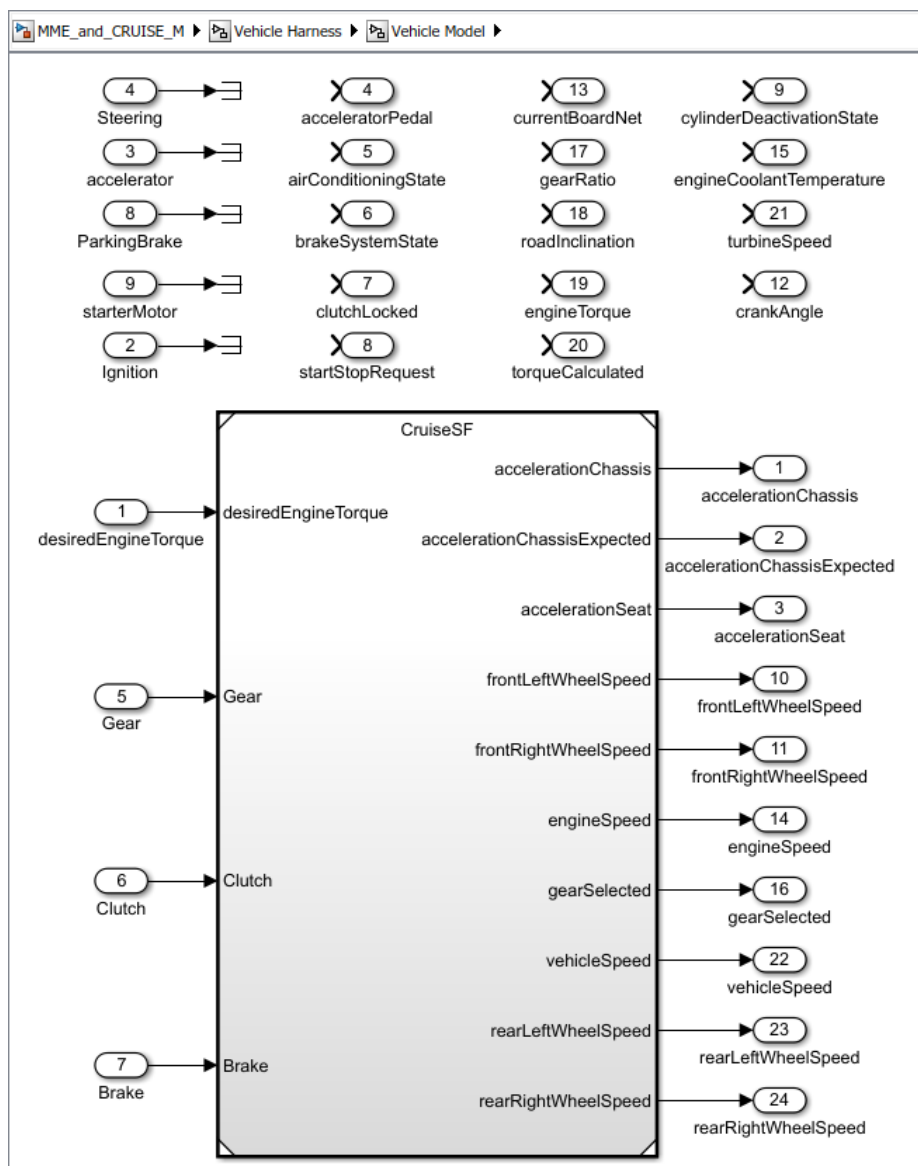 MME_and_CRUISE_M Vehicle Harness Vehicle Model
4 4 13 9
Steering acceleratorPedal currentBoardNet cylinderDeactivationState
3 5 17 15
accelerator airConditioningState gearRatio engineCoolantTemperature
8 6 18 21
ParkingBrake brakeSystemState roadInclination turbineSpeed
9 7 19 12
starterMotor clutchLocked engineTorque crankAngle
2 8 20
Ignition startStopRequest torqueCalculated
CruiseSF
accelerationChassis 1
accelerationChassis
1 desiredEngineTorque
desiredEngineTorque
accelerationChassisExpected 2
accelerationChassisExpected
accelerationSeat 3
accelerationSeat
frontLeftWheelSpeed 10
frontLeftWheelSpeed
5 Gear
Gear
frontRightWheelSpeed 11
frontRightWheelSpeed
engineSpeed 14
engineSpeed
6 Clutch
Clutch
gearSelected 16
gearSelected
vehicleSpeed 22
vehicleSpeed
rearLeftWheelSpeed 23
rearLeftWheelSpeed
7 Brake
Brake
rearRightWheelSpeed 24
rearRightWheelSpeed